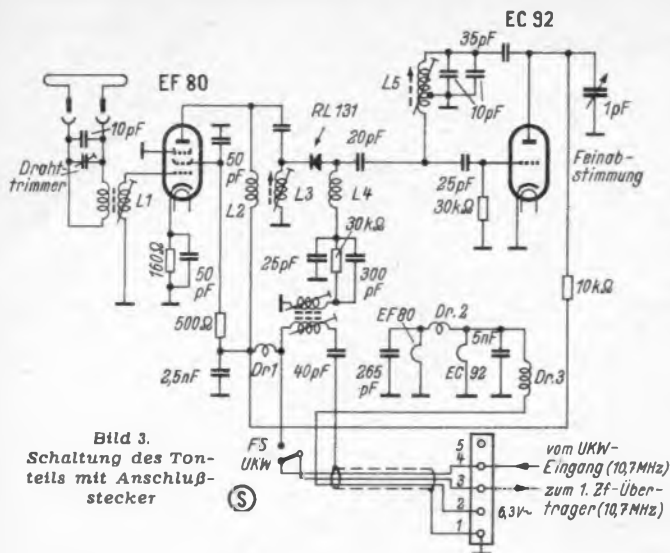 EC 92
35pF
EF 80
L5
RL 131
10pF
10pF
1pF
50
pF
20pF
Draht-
trimmer
Feinab-
stimmung
L1
L2
L3
L4
25pF
30kΩ
30kΩ
160Ω
50
pF
25pF
300
pF
10kΩ
500Ω
EF80
Dr.2
5nF
2,5nF
Dr1
40pF
265
pF
EC 92
Dr.3
Bild 3.
Schaltung des Ton-
teils mit Anschluß-
stecker
FS
UKW
S
5
4
3
2
1
6,3V~
vom UKW-
Eingang (10,7MHz)
zum 1. Zf-Über-
trager (10,7MHz)